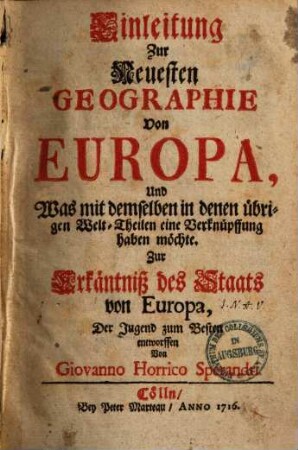 Einleitung
Zur
Neuesten
GEOGRAPHIE
Von
EUROPA,
Und
Was mit demselben in denen übri-
gen Welt-Theilen eine Verknüpffung
haben möchte.
Zur
Erkäntniß des Staats
von Europa,
Der Jugend zum Besten
entworffen
Von
Giovanno Horrico Sperandri.
Cölln/
Bey Peter Marteau / ANNO 1716.